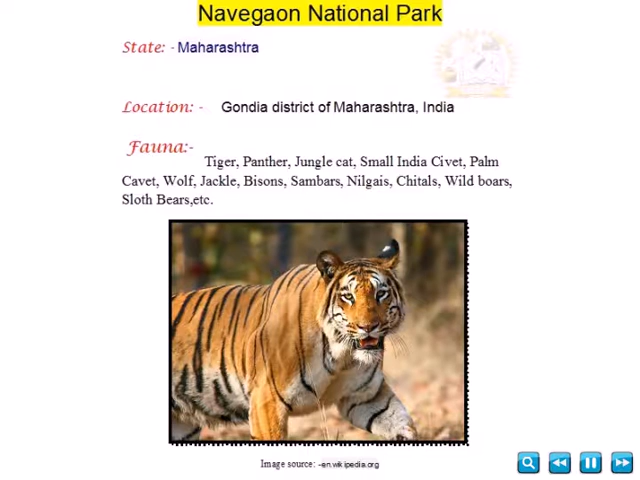 Navegaon National Park
State: - Maharashtra
Location: - Gondia district of Maharashtra, India
Fauna:-
Tiger, Panther, Jungle cat, Small India Civet, Palm
Cavet, Wolf, Jackle, Bisons, Sambars, Nilgais, Chitals, Wild boars,
Sloth Bears,etc.
Image source: -en.wikipedia.org